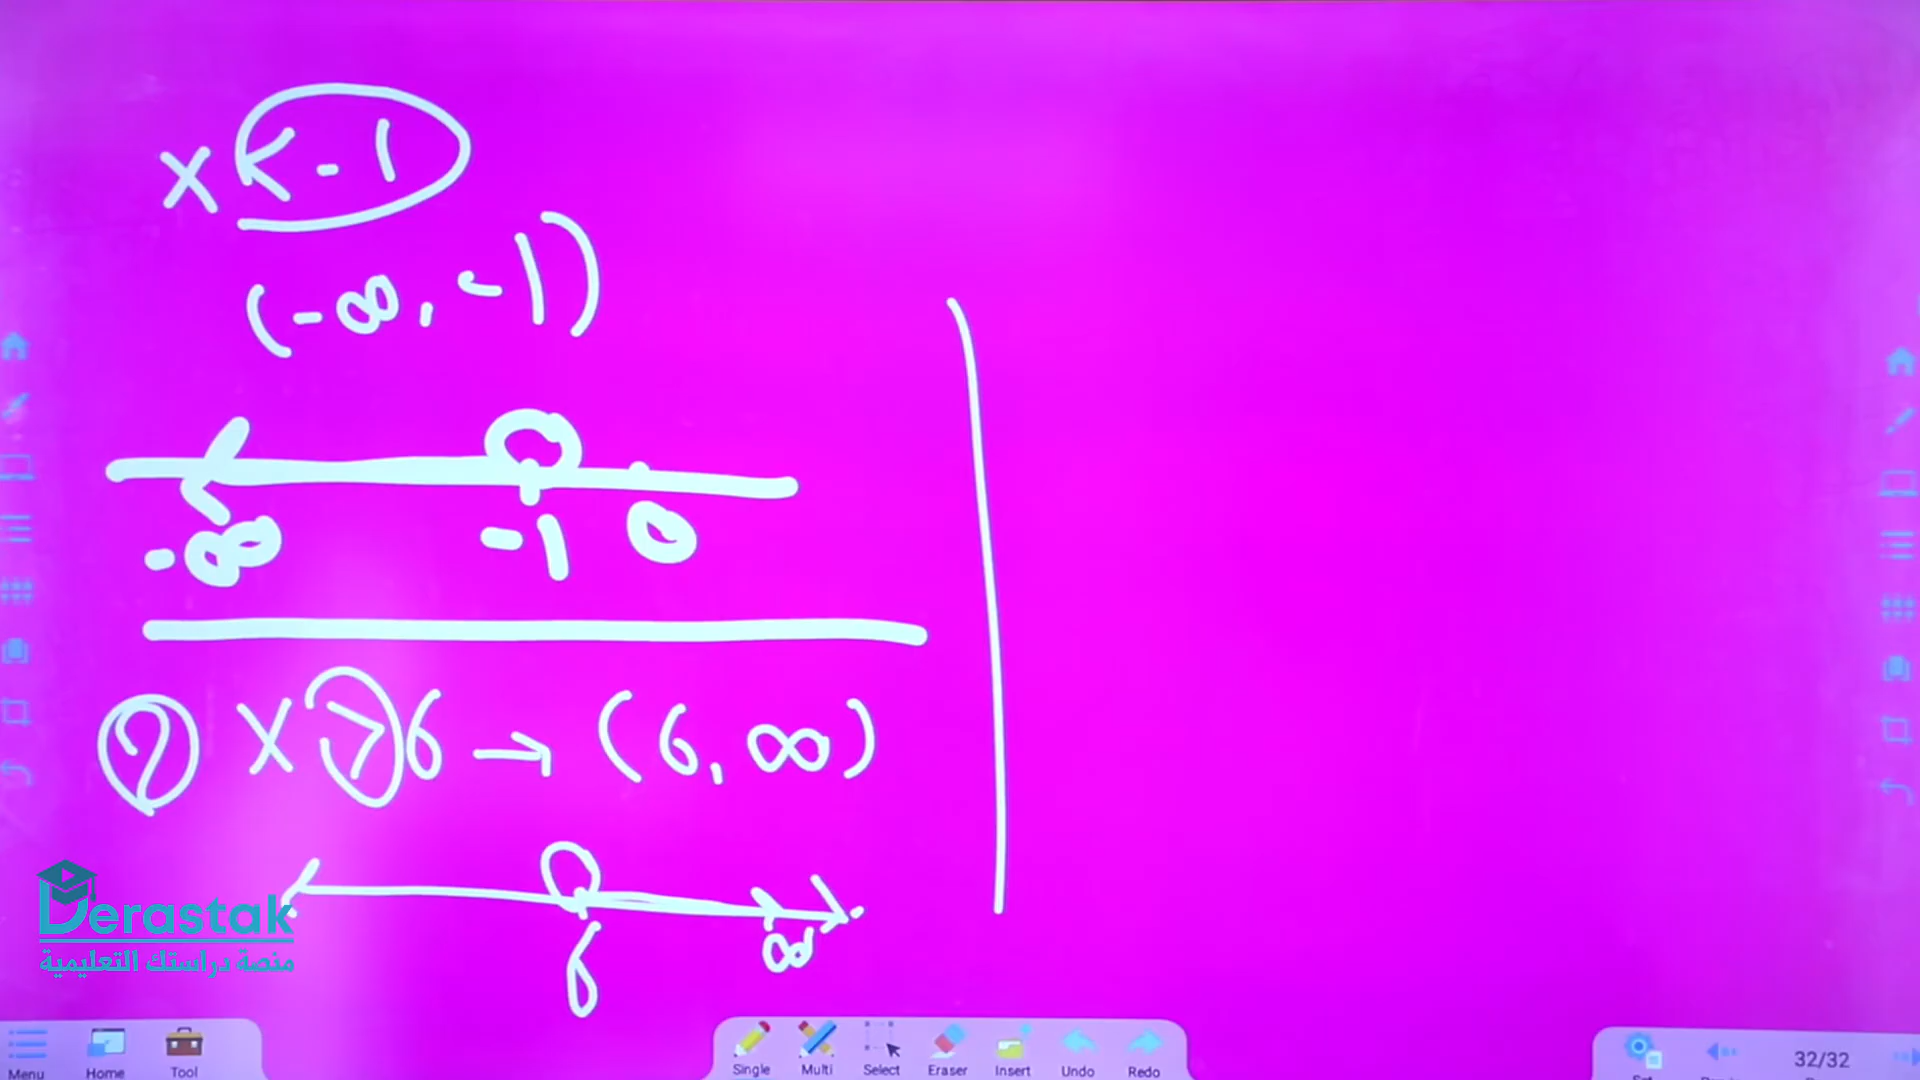 x < -1
(-∞, -1)
-∞ -1 0
2 x > 6 → (6, ∞)
6 ∞
Derastak
منصة دراستك التعليمية
Menu Home Tool
Single Multi Select Eraser Insert Undo Redo
32/32